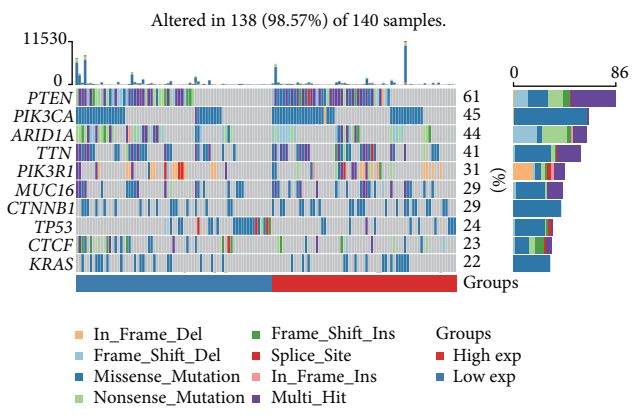 Altered in 138 (98.57%) of 140 samples.
11530
0
0 86
PTEN 61
PIK3CA 45
ARID1A 44
TTN 41
PIK3R1 31
MUC16 29
CTNNB1 29
TP53 24
CTCF 23
KRAS 22
(%)
Groups
In_Frame_Del
Frame_Shift_Del
Missense_Mutation
Nonsense_Mutation
Frame_Shift_Ins
Splice_Site
In_Frame_Ins
Multi_Hit
Groups
High exp
Low exp